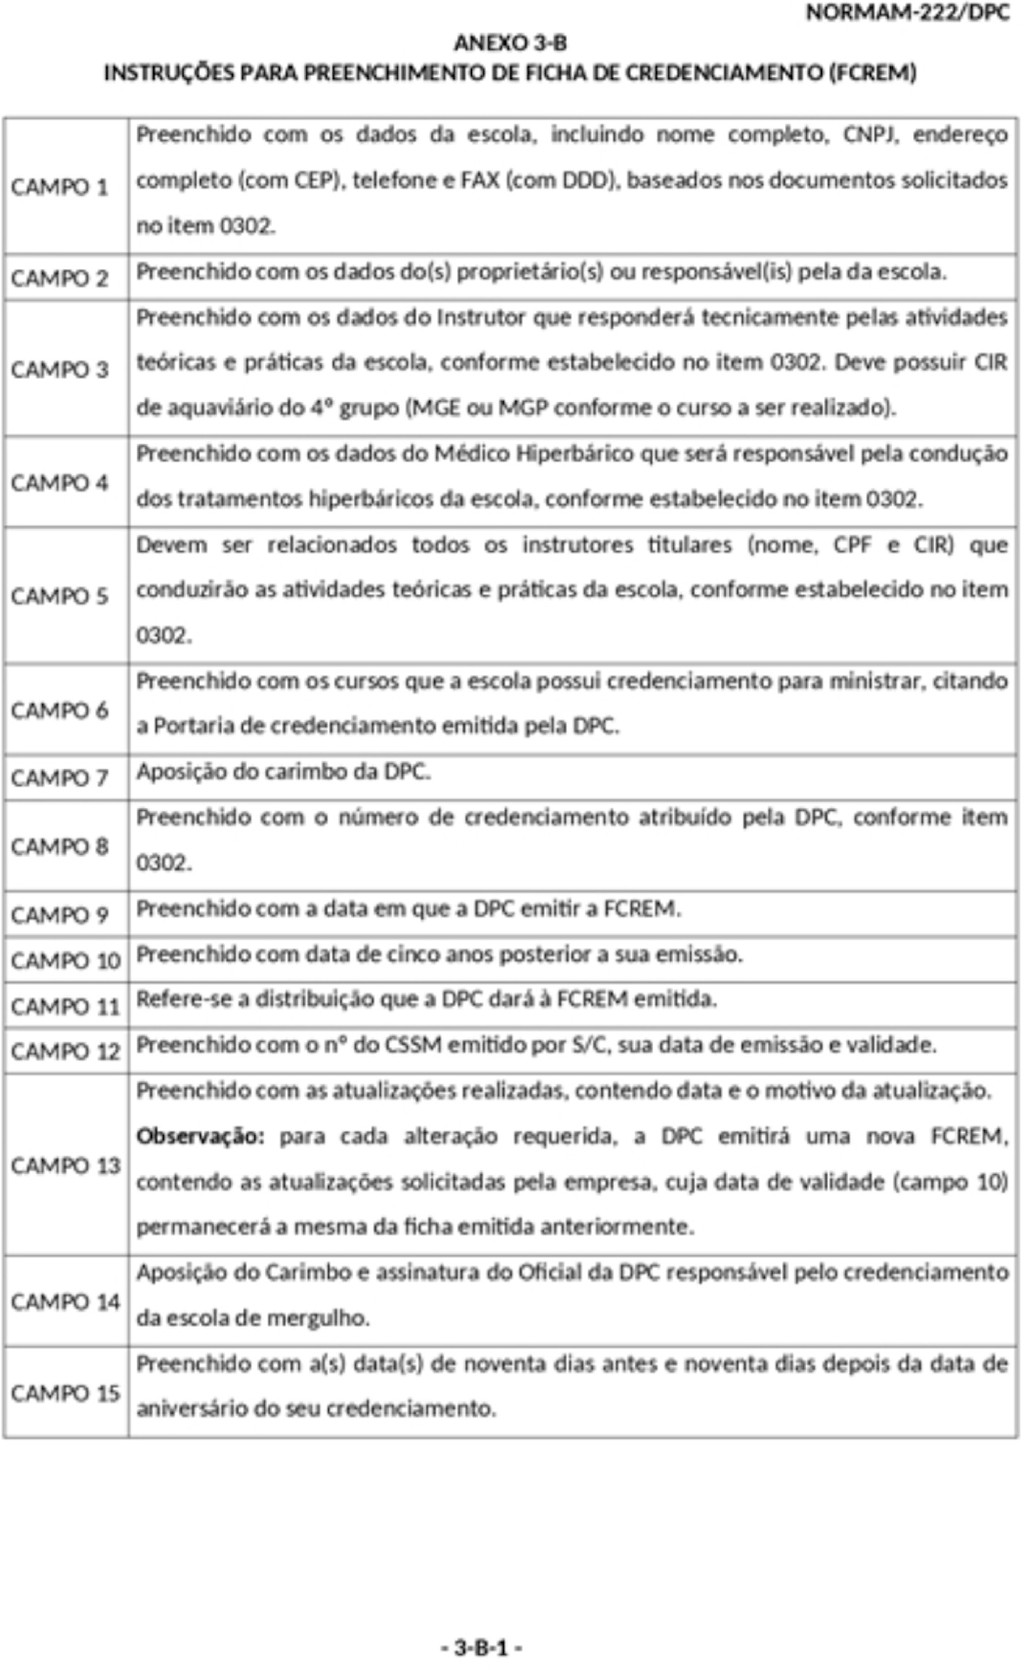 NORMAM-222/DPC
ANEXO 3-B
INSTRUÇÕES PARA PREENCHIMENTO DE FICHA DE CREDENCIAMENTO (FCREM)
CAMPO 1
Preenchido com os dados da escola, incluindo nome completo, CNPJ, endereço
completo (com CEP), telefone e FAX (com DDD), baseados nos documentos solicitados
no item 0302.
CAMPO 2
Preenchido com os dados do(s) proprietário(s) ou responsável(is) pela da escola.
CAMPO 3
Preenchido com os dados do Instrutor que responderá tecnicamente pelas atividades
teóricas e práticas da escola, conforme estabelecido no item 0302. Deve possuir CIR
de aquaviário do 4º grupo (MGE ou MGP conforme o curso a ser realizado).
CAMPO 4
Preenchido com os dados do Médico Hiperbárico que será responsável pela condução
dos tratamentos hiperbáricos da escola, conforme estabelecido no item 0302.
CAMPO 5
Devem ser relacionados todos os instrutores titulares (nome, CPF e CIR) que
conduzirão as atividades teóricas e práticas da escola, conforme estabelecido no item
0302.
CAMPO 6
Preenchido com os cursos que a escola possui credenciamento para ministrar, citando
a Portaria de credenciamento emitida pela DPC.
CAMPO 7
Aposição do carimbo da DPC.
CAMPO 8
Preenchido com o número de credenciamento atribuído pela DPC, conforme item
0302.
CAMPO 9
Preenchido com a data em que a DPC emitir a FCREM.
CAMPO 10
Preenchido com data de cinco anos posterior a sua emissão.
CAMPO 11
Refere-se a distribuição que a DPC dará à FCREM emitida.
CAMPO 12
Preenchido com o nº do CSSM emitido por S/C, sua data de emissão e validade.
CAMPO 13
Preenchido com as atualizações realizadas, contendo data e o motivo da atualização.
Observação: para cada alteração requerida, a DPC emitirá uma nova FCREM,
contendo as atualizações solicitadas pela empresa, cuja data de validade (campo 10)
permanecerá a mesma da ficha emitida anteriormente.
CAMPO 14
Aposição do Carimbo e assinatura do Oficial da DPC responsável pelo credenciamento
da escola de mergulho.
CAMPO 15
Preenchido com a(s) data(s) de noventa dias antes e noventa dias depois da data de
aniversário do seu credenciamento.
- 3-B-1 -